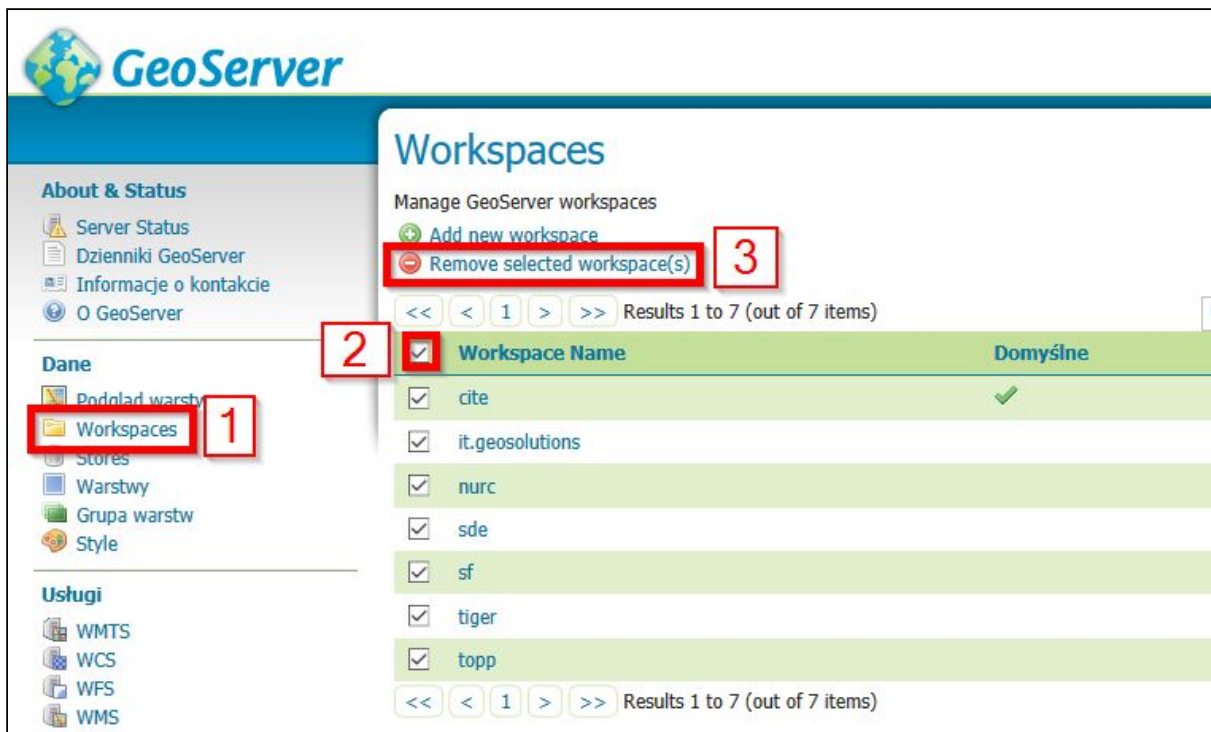 GeoServer
About & Status
Server Status
Dzienniki GeoServer
Informacje o kontakcie
O GeoServer
Dane
Podgląd warstw
Workspaces
1
Stores
Warstwy
Grupa warstw
Style
Usługi
WMTS
WCS
WFS
WMS
Workspaces
Manage GeoServer workspaces
Add new workspace
Remove selected workspace(s)
3
<< < 1 > >> Results 1 to 7 (out of 7 items)
2
Workspace Name Domyślne
cite
it.geosolutions
nurc
sde
sf
tiger
topp
<< < 1 > >> Results 1 to 7 (out of 7 items)